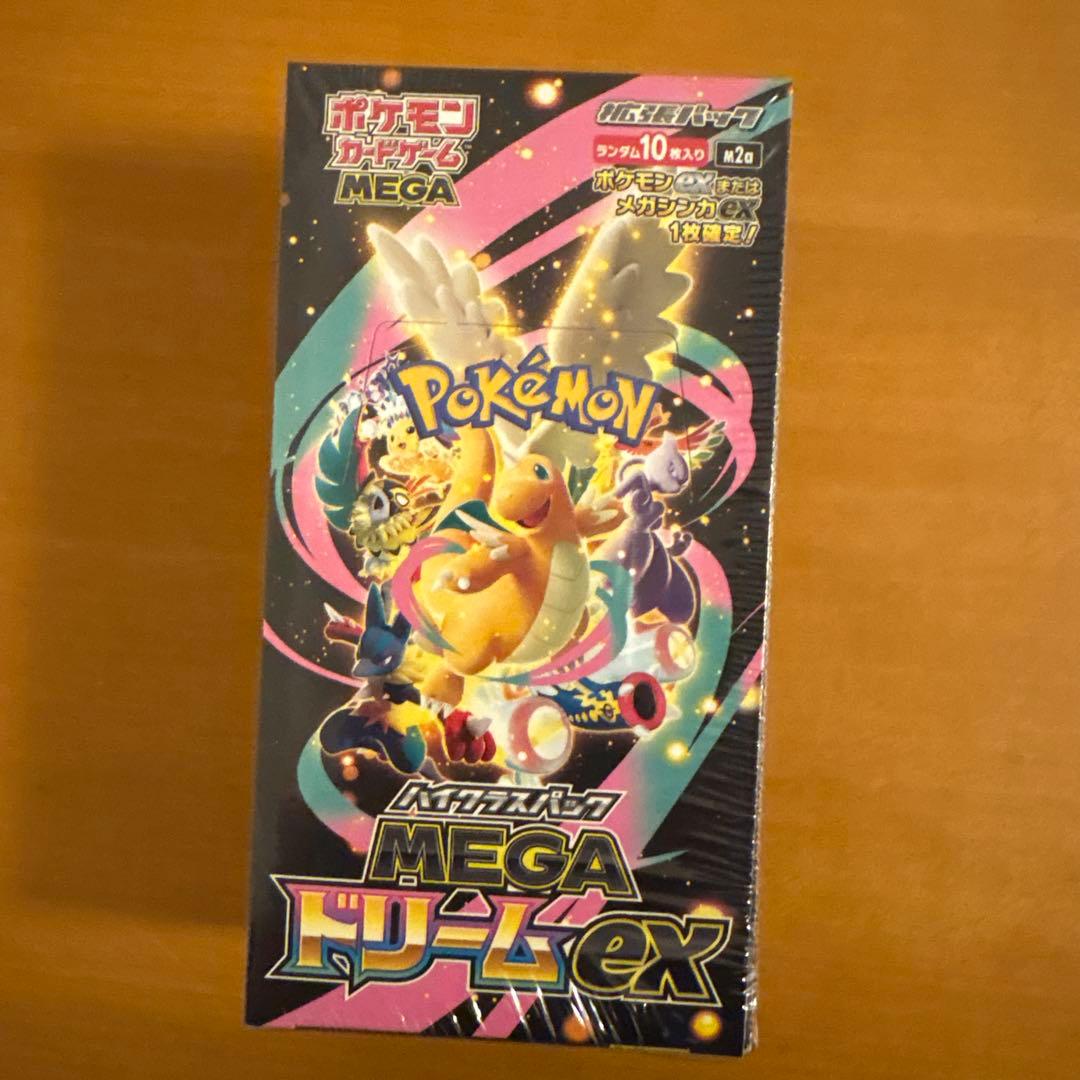 ポケモン
カードゲーム
MEGA
拡張パック
ランダム10枚入り M2a
ポケモンexまたは
メガシンカex
1枚確定!
POKéMON
ハイクラスパック
MEGA
ドリームex